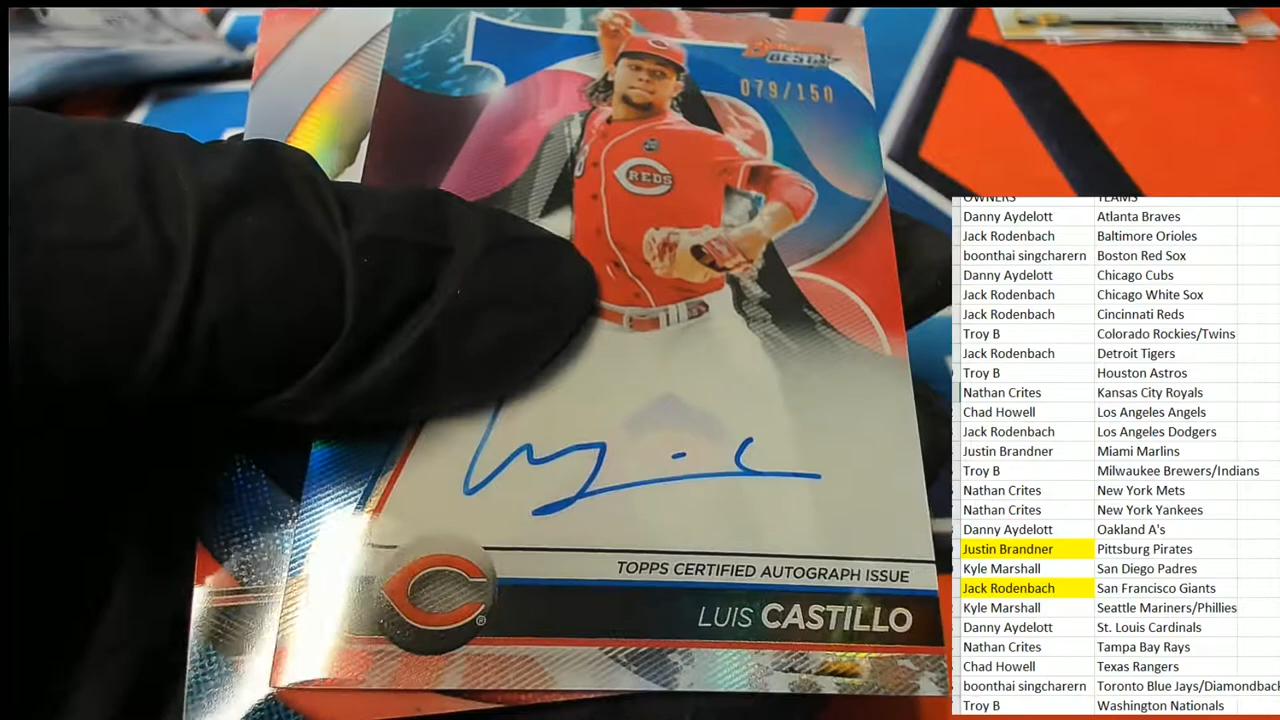 Bowman's
BEST
079/150
REDS
TOPPS CERTIFIED AUTOGRAPH ISSUE
LUIS CASTILLO
OWNERS TEAMS
Danny Aydelott Atlanta Braves
Jack Rodenbach Baltimore Orioles
boonthai singcharern Boston Red Sox
Danny Aydelott Chicago Cubs
Jack Rodenbach Chicago White Sox
Jack Rodenbach Cincinnati Reds
Troy B Colorado Rockies/Twins
Jack Rodenbach Detroit Tigers
Troy B Houston Astros
Nathan Crites Kansas City Royals
Chad Howell Los Angeles Angels
Jack Rodenbach Los Angeles Dodgers
Justin Brandner Miami Marlins
Troy B Milwaukee Brewers/Indians
Nathan Crites New York Mets
Nathan Crites New York Yankees
Danny Aydelott Oakland A's
Justin Brandner Pittsburg Pirates
Kyle Marshall San Diego Padres
Jack Rodenbach San Francisco Giants
Kyle Marshall Seattle Mariners/Phillies
Danny Aydelott St. Louis Cardinals
Nathan Crites Tampa Bay Rays
Chad Howell Texas Rangers
boonthai singcharern Toronto Blue Jays/Diamondback
Troy B Washington Nationals